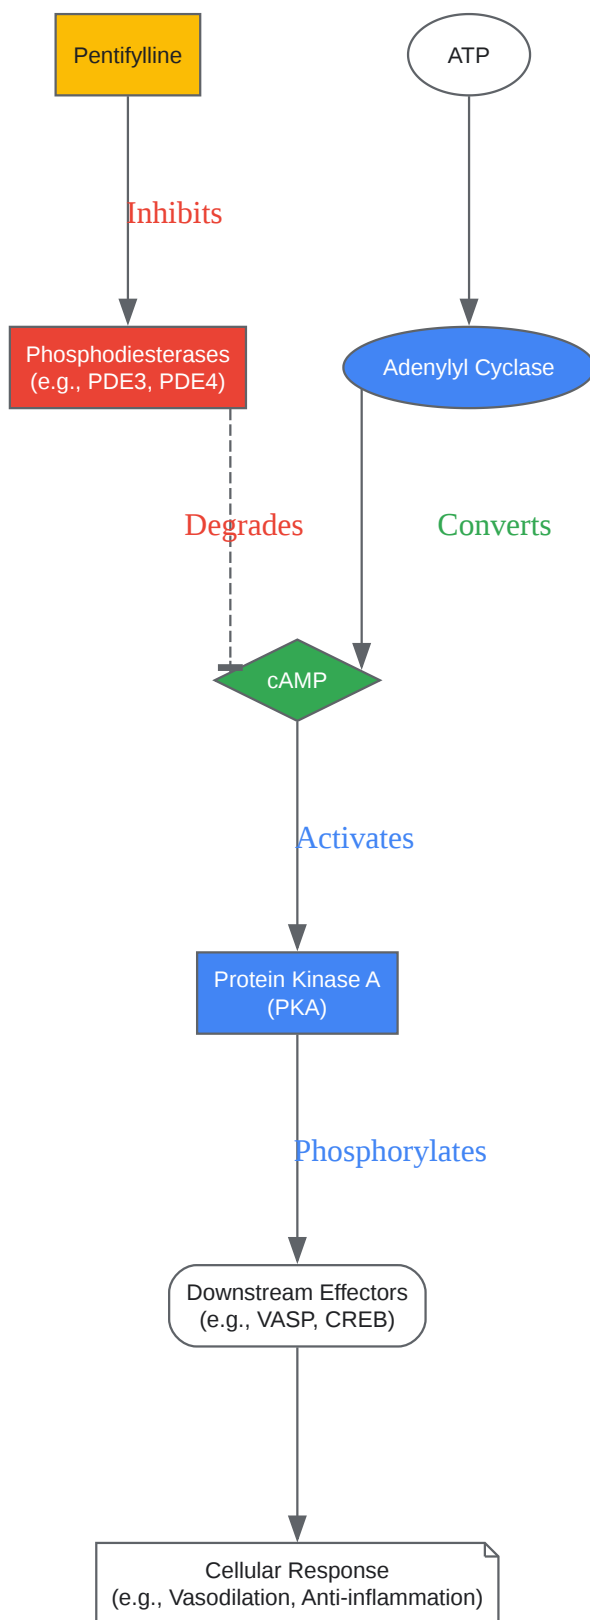 Pentifylline
ATP
Inhibits
Phosphodiesterases
(e.g., PDE3, PDE4)
Adenylyl Cyclase
Degrades
Converts
cAMP
Activates
Protein Kinase A
(PKA)
Phosphorylates
Downstream Effectors
(e.g., VASP, CREB)
Cellular Response
(e.g., Vasodilation, Anti-inflammation)